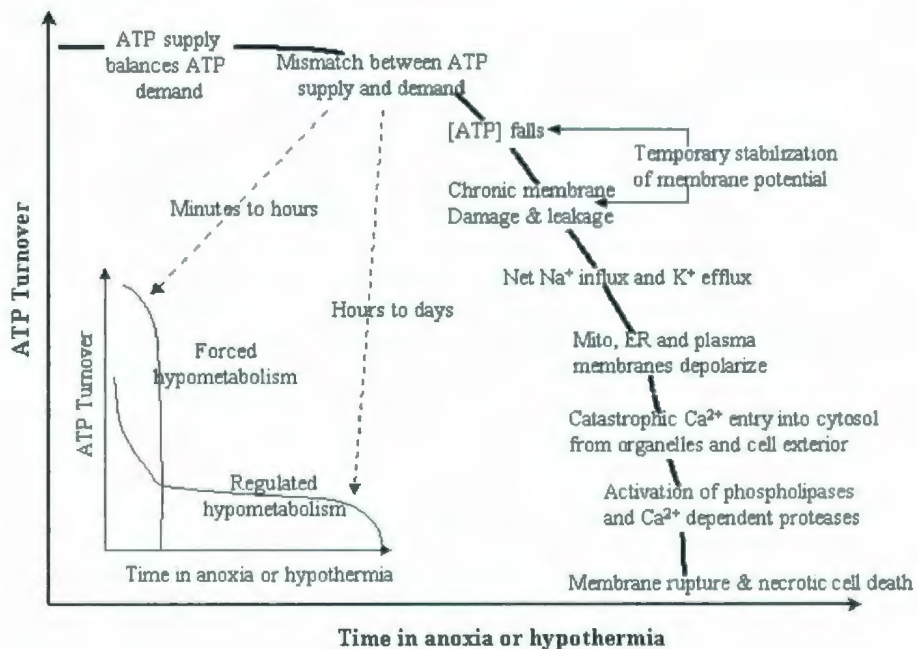 ATP supply
balances ATP
demand
Mismatch between ATP
supply and demand
[ATP] falls
Temporary stabilization
of membrane potential
Chronic membrane
Damage & leakage
Minutes to hours
Net Na⁺ influx and K⁺ efflux
Hours to days
Mito, ER and plasma
membranes depolarize
Catastrophic Ca²⁺ entry into cytosol
from organelles and cell exterior
Activation of phospholipases
and Ca²⁺ dependent proteases
Membrane rupture & necrotic cell death
ATP Turnover
Forced
hypometabolism
Regulated
hypometabolism
ATP Turnover
Time in anoxia or hypothermia
Time in anoxia or hypothermia